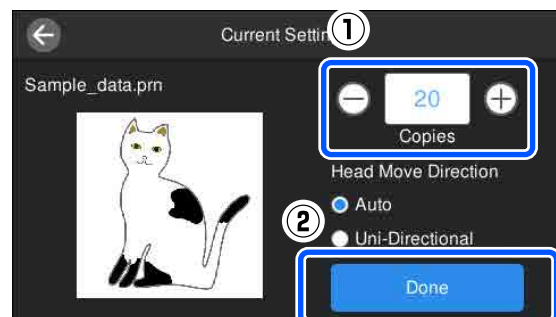 Current Settin
①
Sample_data.prn
20
Copies
Head Move Direction
Auto
②
Uni-Directional
Done